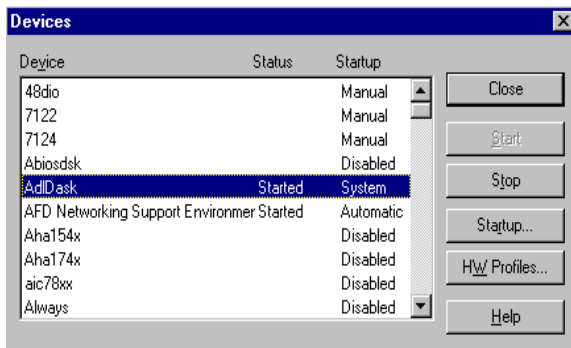 Devices
Device Status Startup
48dio Manual
7122 Manual
7124 Manual
Abiosdsk Disabled
AdlDask Started System
AFD Networking Support Environmer Started Automatic
Aha154x Disabled
Aha174x Disabled
aic78xx Disabled
Always Disabled
Close
Start
Stop
Startup...
HW Profiles...
Help